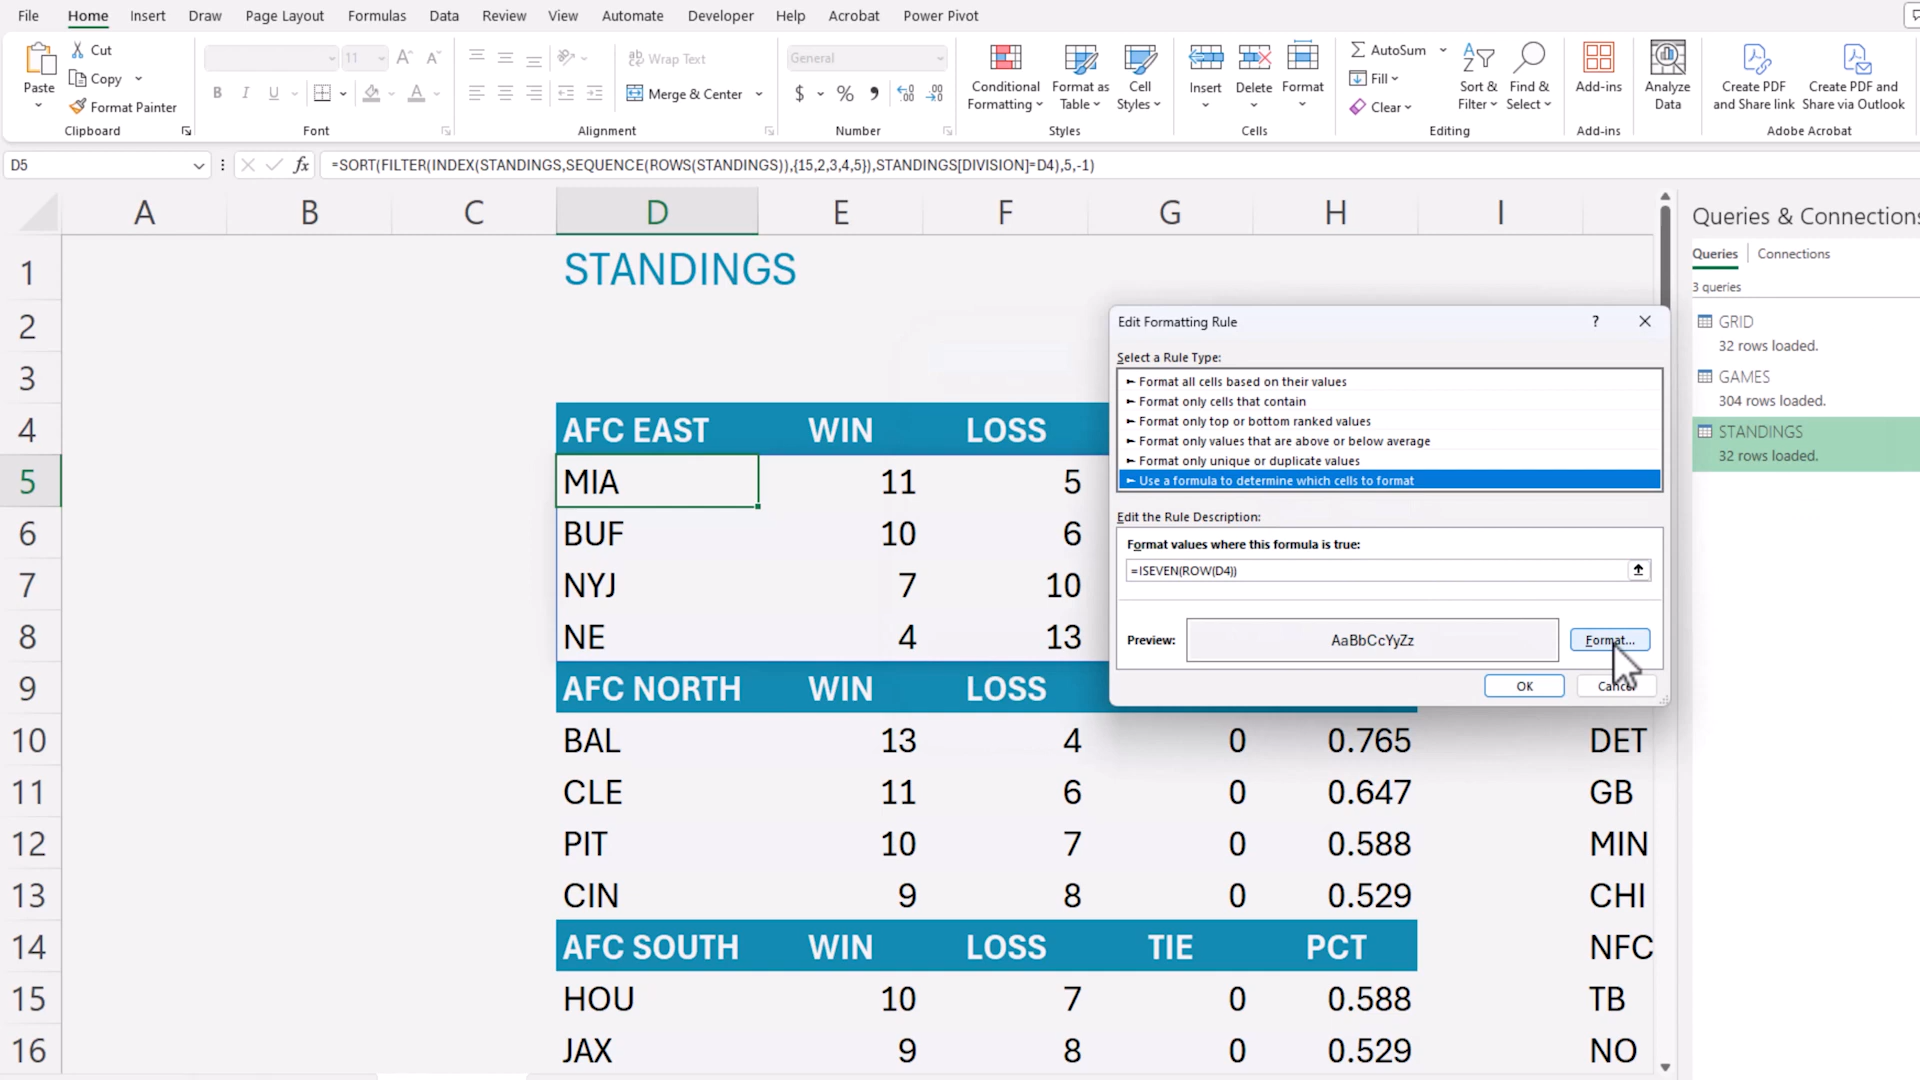 File Home Insert Draw Page Layout Formulas Data Review View Automate Developer Help Acrobat Power Pivot
Paste
Cut
Copy
Format Painter
Clipboard
11
B I U
Font
Wrap Text
Merge & Center
Alignment
General
$ % ,
Number
Conditional Formatting
Format as Table
Cell Styles
Styles
Insert
Delete
Format
Cells
AutoSum
Fill
Clear
Sort & Filter
Find & Select
Editing
Add-ins
Add-ins
Analyze Data
Create PDF and Share link
Create PDF and Share via Outlook
Adobe Acrobat
D5
fx
=SORT(FILTER(INDEX(STANDINGS,SEQUENCE(ROWS(STANDINGS)),{15,2,3,4,5}),STANDINGS[DIVISION]=D4),5,-1)
A B C D E F G H I
1 STANDINGS
2
3
4 AFC EAST WIN LOSS
5 MIA 11 5
6 BUF 10 6
7 NYJ 7 10
8 NE 4 13
9 AFC NORTH WIN LOSS
10 BAL 13 4 0 0.765 DET
11 CLE 11 6 0 0.647 GB
12 PIT 10 7 0 0.588 MIN
13 CIN 9 8 0 0.529 CHI
14 AFC SOUTH WIN LOSS TIE PCT NFC
15 HOU 10 7 0 0.588 TB
16 JAX 9 8 0 0.529 NO
Edit Formatting Rule ?
Select a Rule Type:
► Format all cells based on their values
► Format only cells that contain
► Format only top or bottom ranked values
► Format only values that are above or below average
► Format only unique or duplicate values
► Use a formula to determine which cells to format
Edit the Rule Description:
Format values where this formula is true:
=ISEVEN(ROW(D4))
Preview: AaBbCcYyZz Format...
OK Cancel
Queries & Connections
Queries Connections
3 queries
GRID
32 rows loaded.
GAMES
304 rows loaded.
STANDINGS
32 rows loaded.